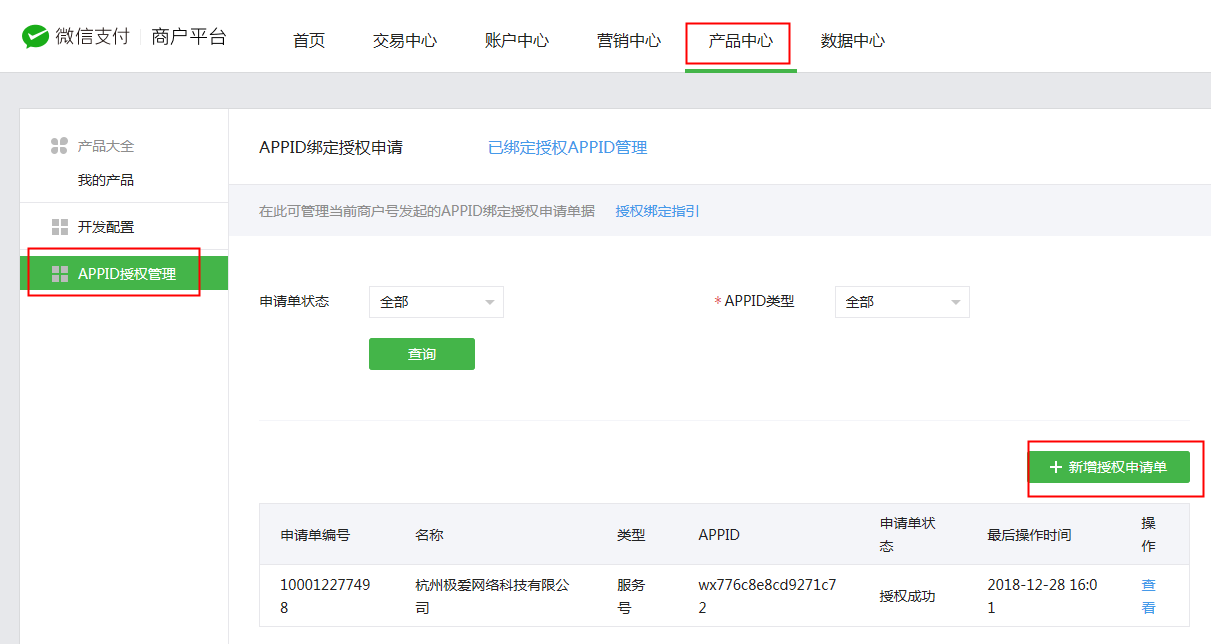 微信支付 商户平台 首页 交易中心 账户中心 营销中心 产品中心 数据中心
产品大全
我的产品
开发配置
APPID授权管理
APPID绑定授权申请 已绑定授权APPID管理
在此可管理当前商户号发起的APPID绑定授权申请单据 授权绑定指引
申请单状态 全部 *APPID类型 全部
查询
+ 新增授权申请单
申请单编号 名称 类型 APPID 申请单状 最后操作时间 操
态 作
10001227749 杭州极爱网络科技有限公 服务 wx776c8e8cd9271c7 授权成功 2018-12-28 16:0 查
8 司 号 2 1 看